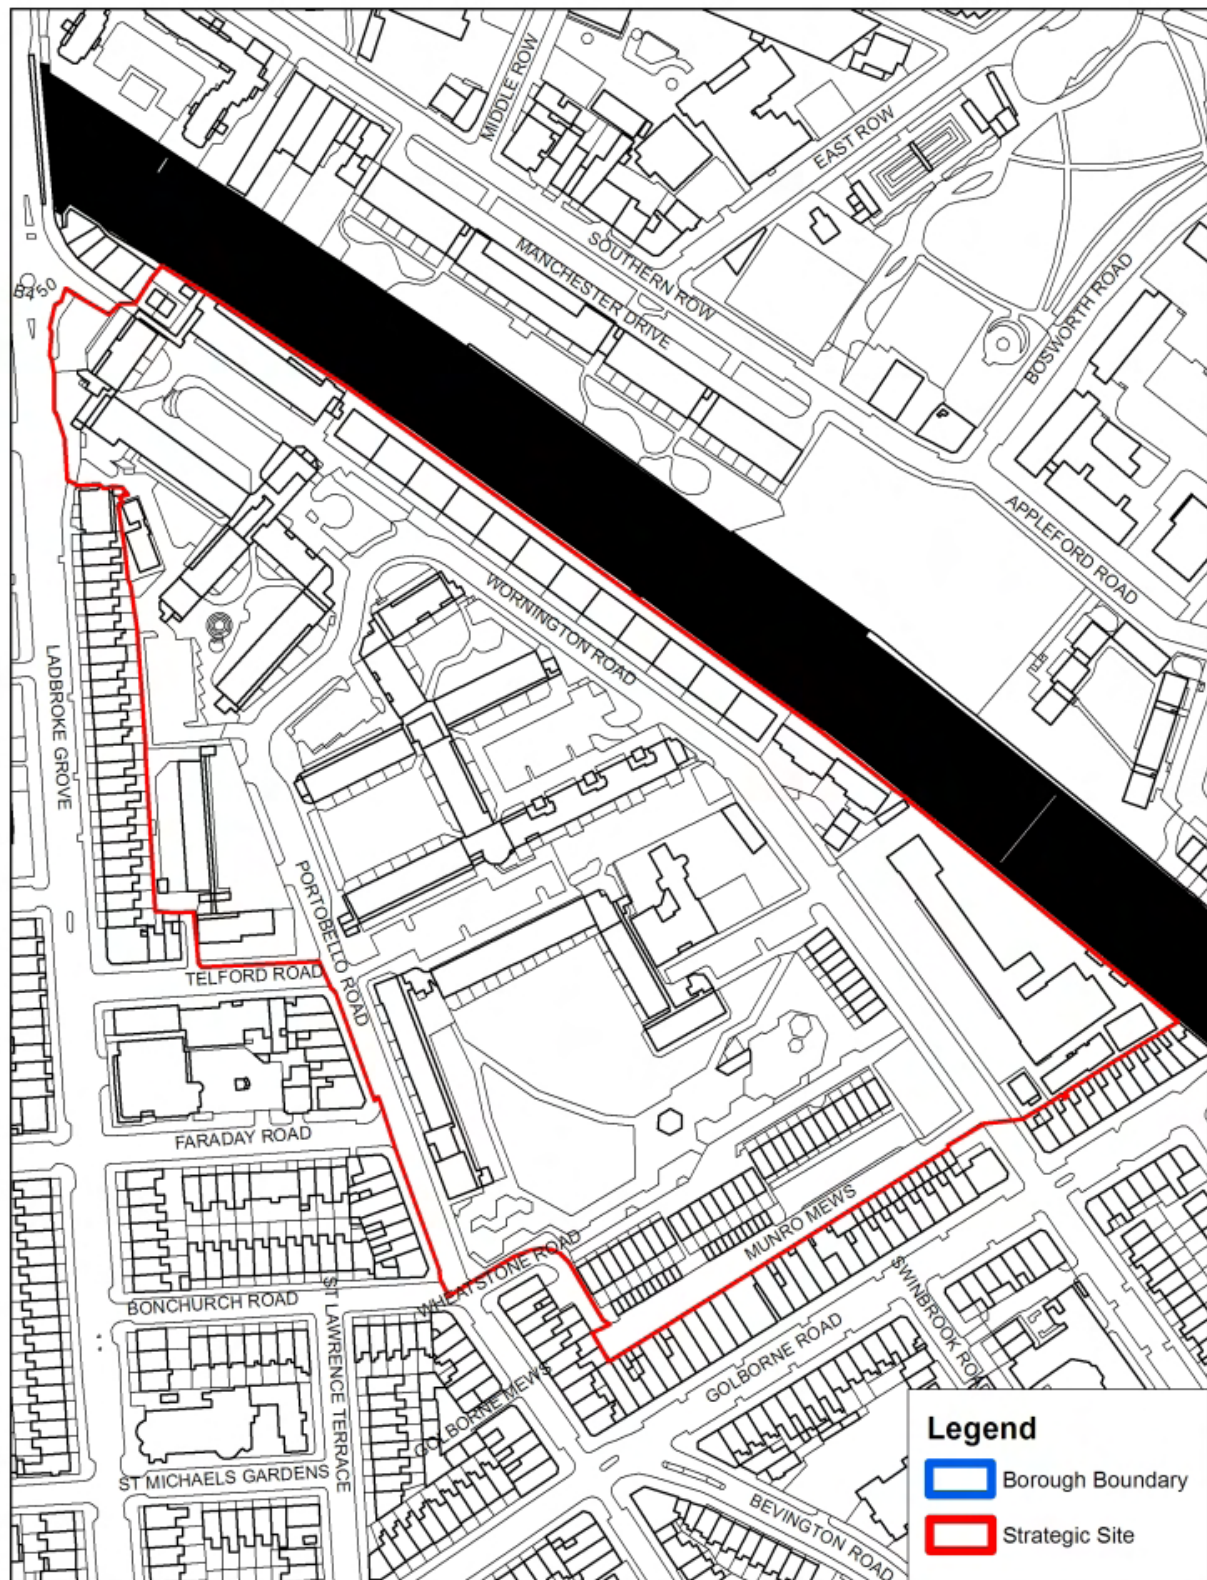 MIDDLE ROW
EAST ROW
SOUTHERN ROW
MANCHESTER DRIVE
BOSWORTH ROAD
B450
APPLEFORD ROAD
WORNINGTON ROAD
LADBROKE GROVE
PORTOBELLO ROAD
TELFORD ROAD
FARADAY ROAD
MUNRO MEWS
WHEATSTONE ROAD
SWINBROOK ROAD
BONCHURCH ROAD
ST LAWRENCE TERRACE
GOLBORNE ROAD
GOLBORNE MEWS
ST MICHAELS GARDENS
BEVINGTON ROAD
Legend
Borough Boundary
Strategic Site